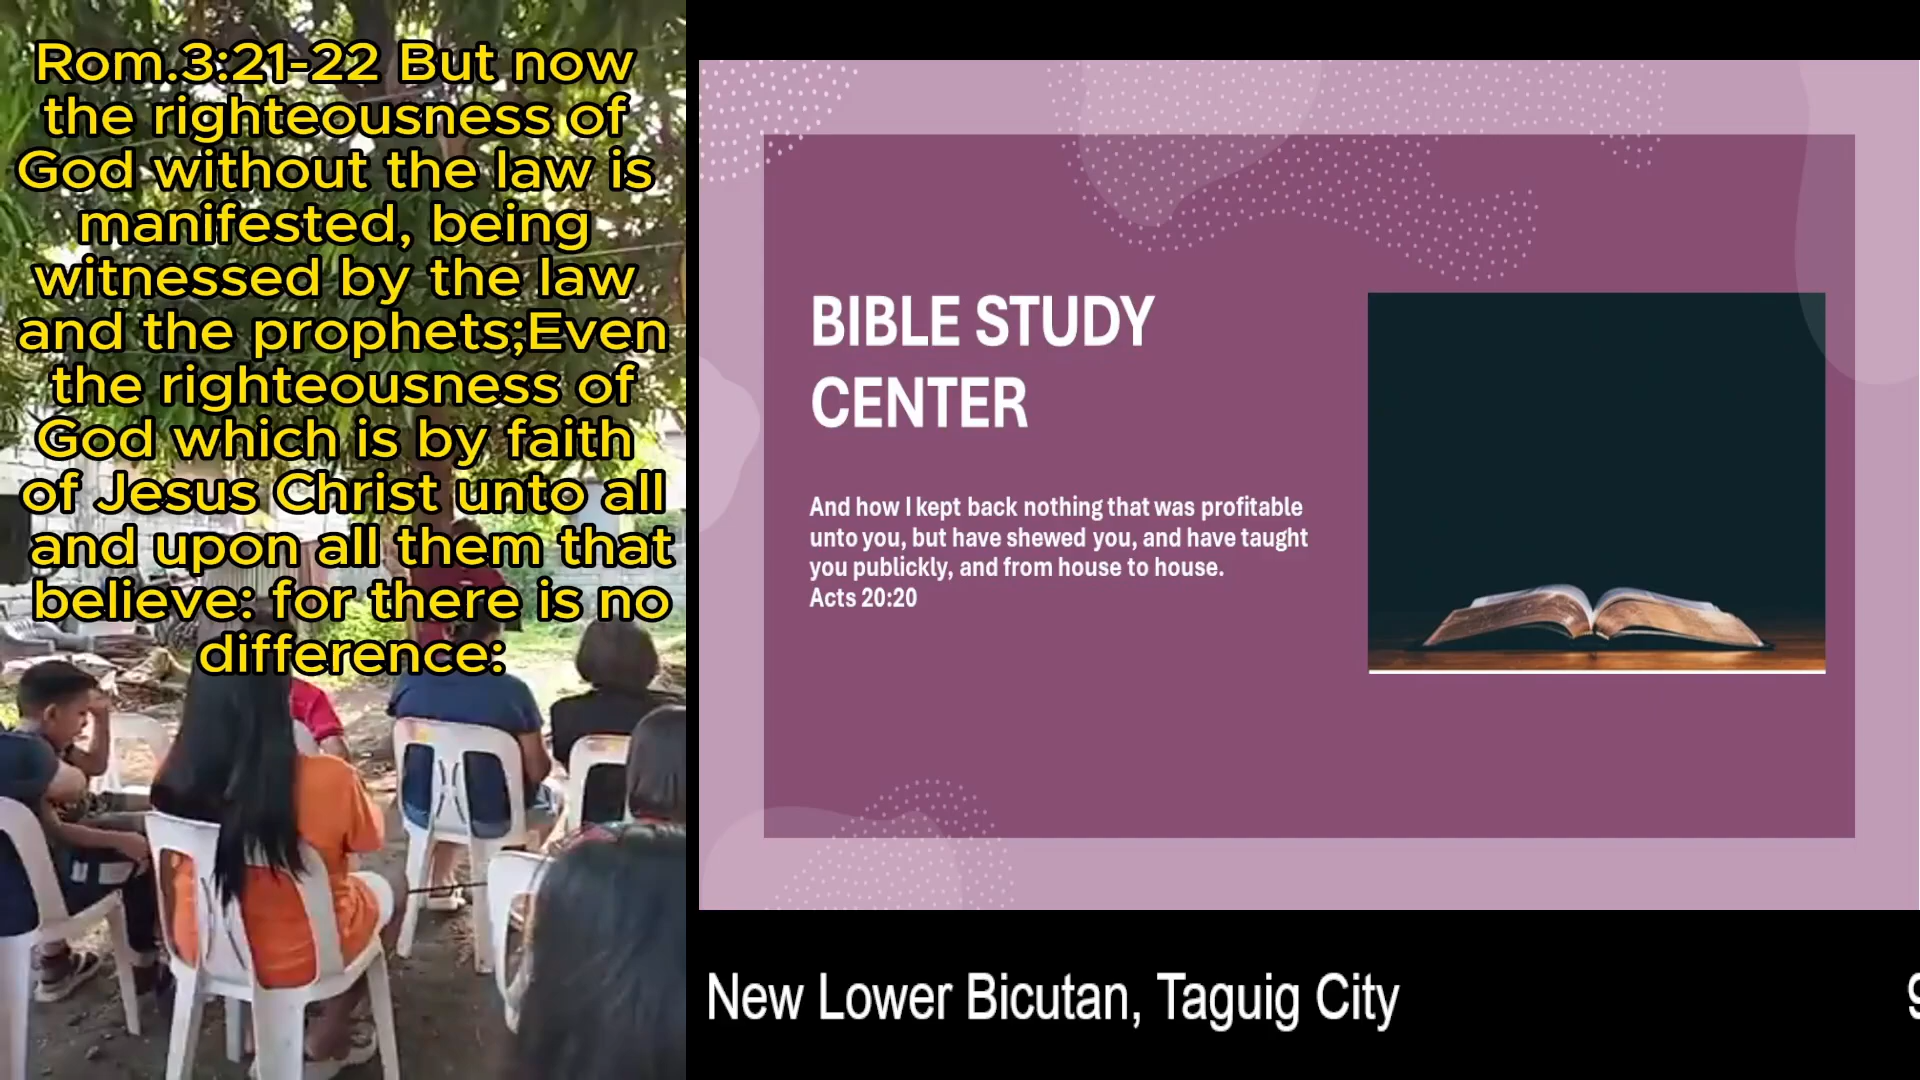 Rom.3:21-22 But now
the righteousness of
God without the law is
manifested, being
witnessed by the law
and the prophets;Even
the righteousness of
God which is by faith
of Jesus Christ unto all
and upon all them that
believe: for there is no
difference:
BIBLE STUDY
CENTER
And how I kept back nothing that was profitable
unto you, but have shewed you, and have taught
you publickly, and from house to house.
Acts 20:20
New Lower Bicutan, Taguig City